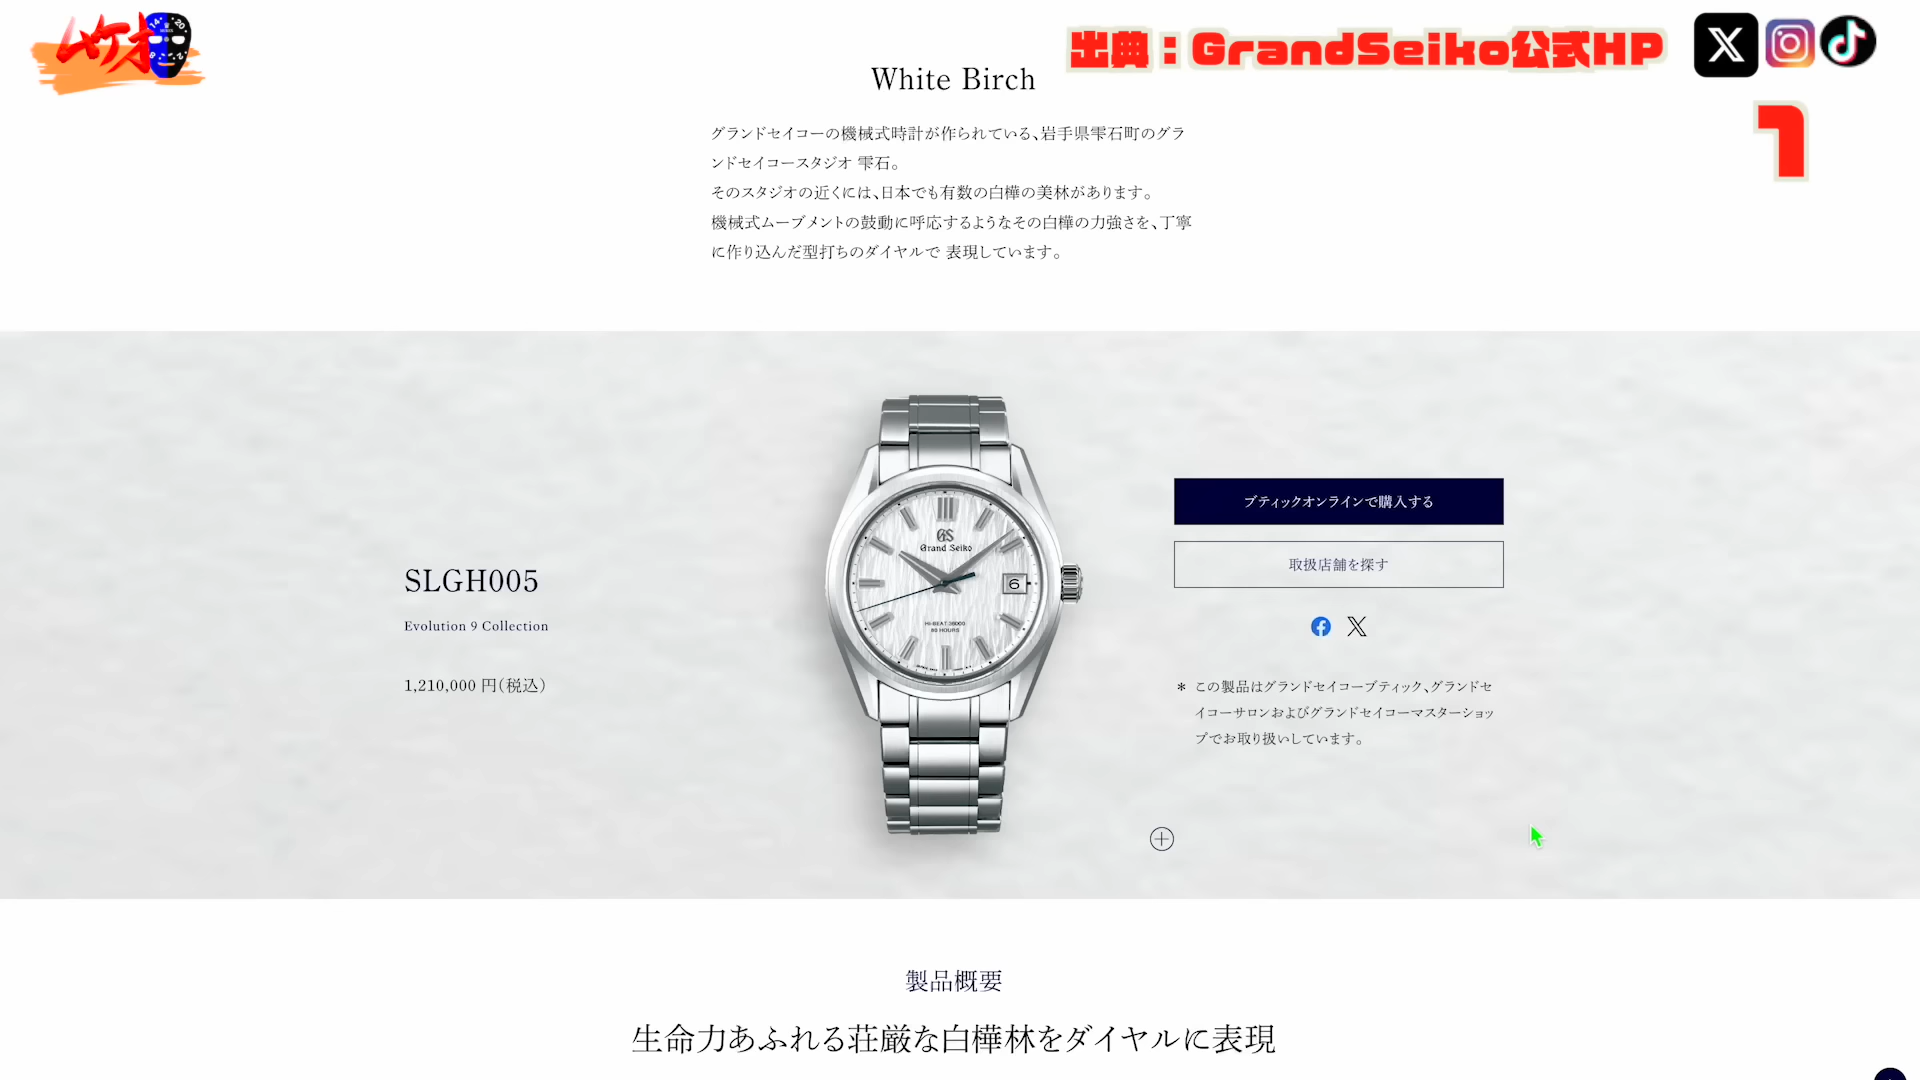 ムケオ
出典：GrandSeiko公式HP
1
White Birch
グランドセイコーの機械式時計が作られている、岩手県雫石町のグラ
ンドセイコースタジオ 雫石。
そのスタジオの近くには、日本でも有数の白樺の美林があります。
機械式ムーブメントの鼓動に呼応するようなその白樺の力強さを、丁寧
に作り込んだ型打ちのダイヤルで 表現しています。
SLGH005
Evolution 9 Collection
1,210,000 円(税込)
GS
Grand Seiko
6
HI-BEAT 36000
80 HOURS
ブティックオンラインで購入する
取扱店舗を探す
＊ この製品はグランドセイコーブティック、グランドセ
イコーサロンおよびグランドセイコーマスターショッ
プでお取り扱いしています。
製品概要
生命力あふれる荘厳な白樺林をダイヤルに表現